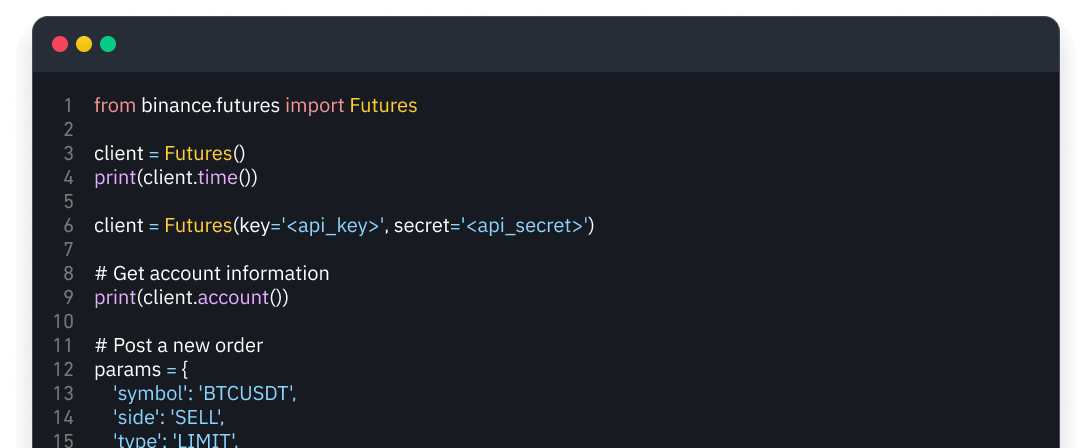 1 from binance.futures import Futures
2
3 client = Futures()
4 print(client.time())
5
6 client = Futures(key='<api_key>', secret='<api_secret>')
7
8 # Get account information
9 print(client.account())
10
11 # Post a new order
12 params = {
13 'symbol': 'BTCUSDT',
14 'side': 'SELL',
15 'type': 'LIMIT',